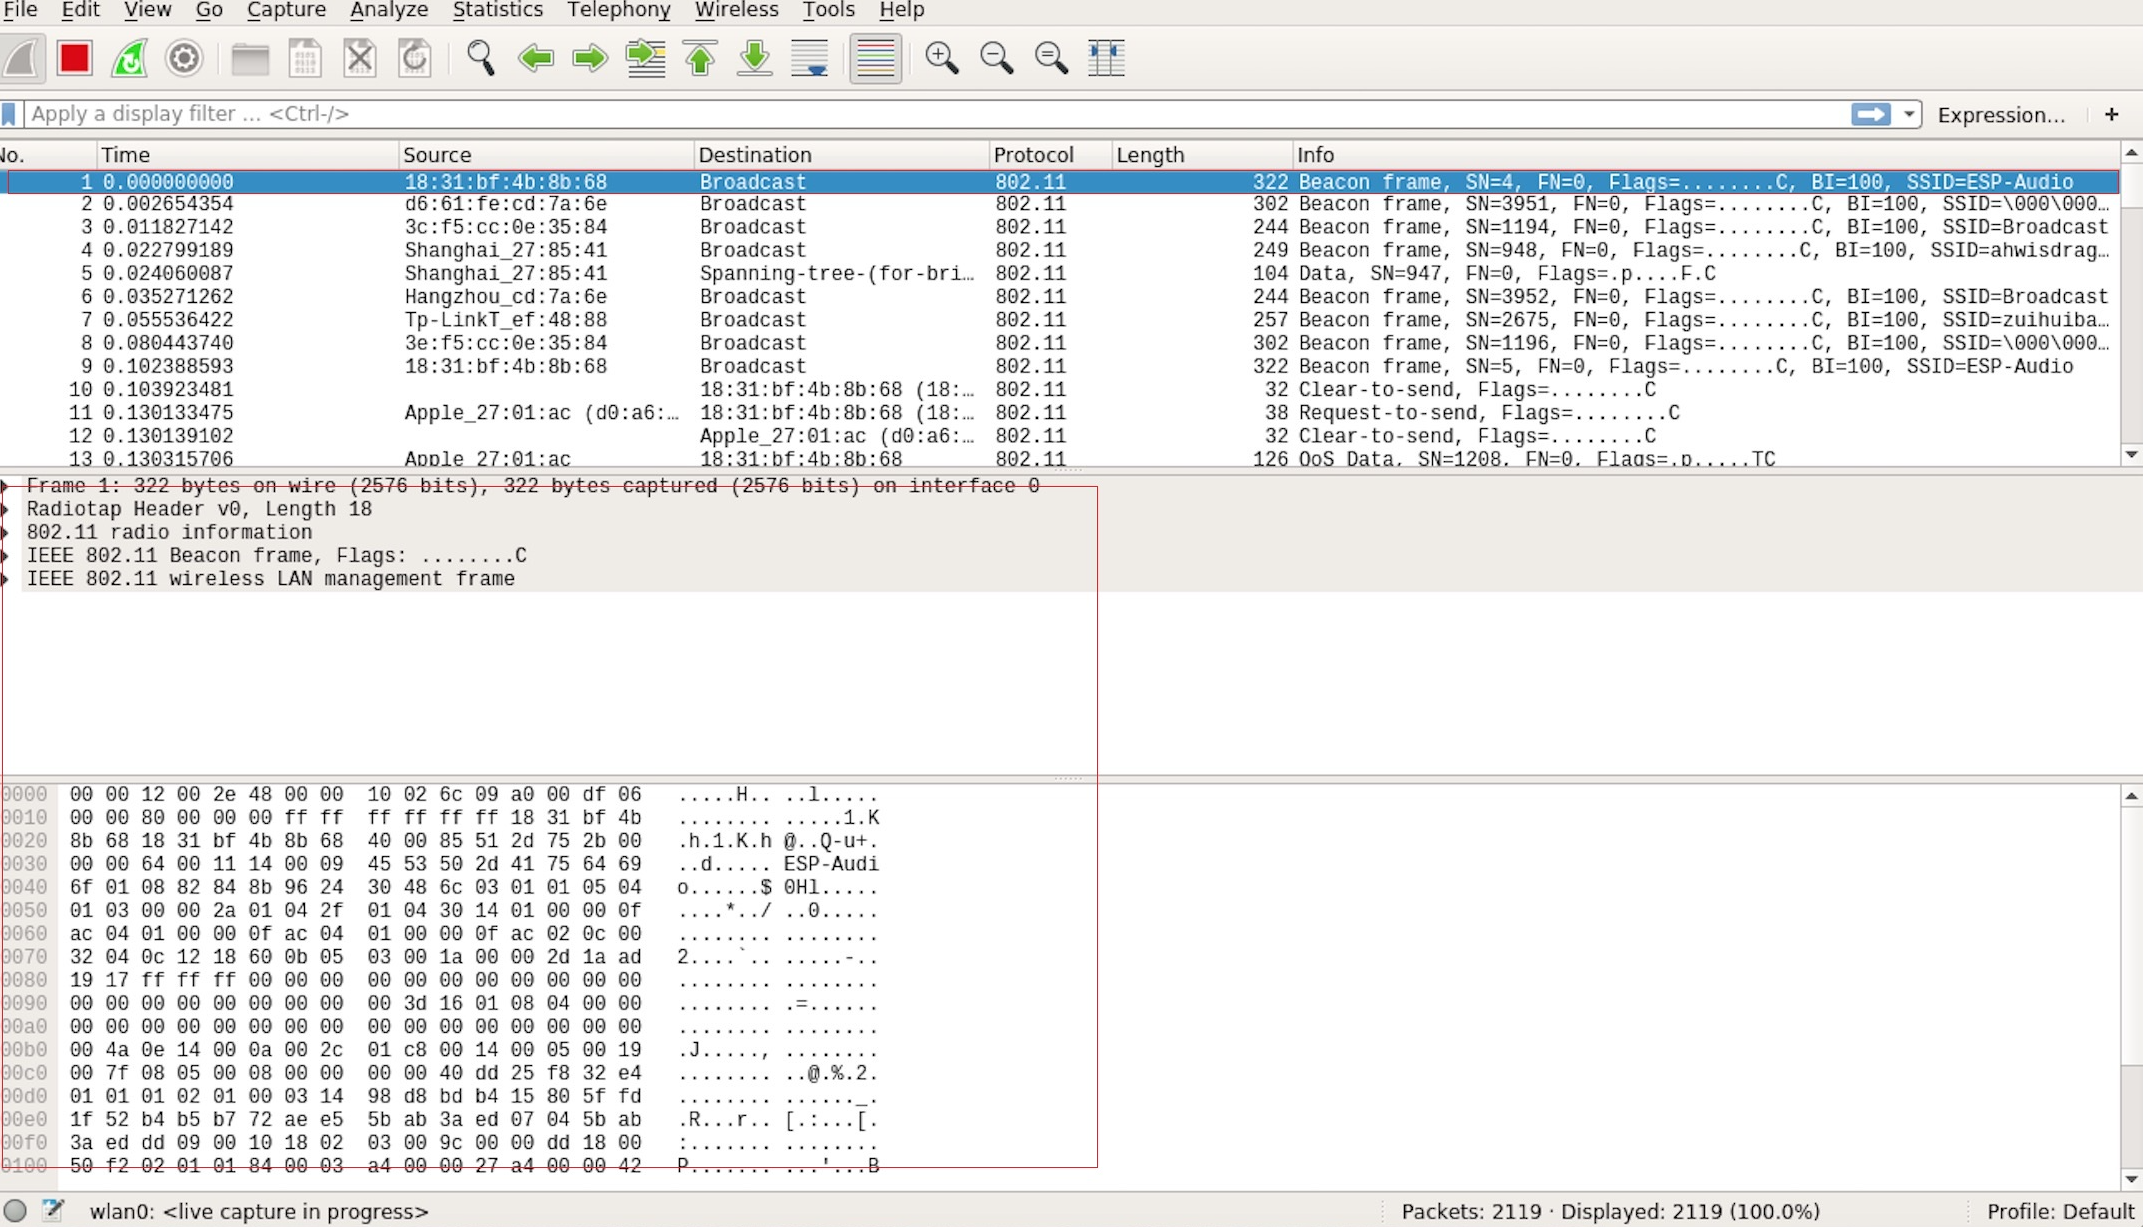 File Edit View Go Capture Analyze Statistics Telephony Wireless Tools Help
Apply a display filter ... <Ctrl-/> Expression... +
No. Time Source Destination Protocol Length Info
1 0.000000000 18:31:bf:4b:8b:68 Broadcast 802.11 322 Beacon frame, SN=4, FN=0, Flags=........C, BI=100, SSID=ESP-Audio
2 0.002654354 d6:61:fe:cd:7a:6e Broadcast 802.11 302 Beacon frame, SN=3951, FN=0, Flags=........C, BI=100, SSID=\000\000…
3 0.011827142 3c:f5:cc:0e:35:84 Broadcast 802.11 244 Beacon frame, SN=1194, FN=0, Flags=........C, BI=100, SSID=Broadcast
4 0.022799189 Shanghai_27:85:41 Broadcast 802.11 249 Beacon frame, SN=948, FN=0, Flags=........C, BI=100, SSID=ahwisdrag…
5 0.024060087 Shanghai_27:85:41 Spanning-tree-(for-bri… 802.11 104 Data, SN=947, FN=0, Flags=.p....F.C
6 0.035271262 Hangzhou_cd:7a:6e Broadcast 802.11 244 Beacon frame, SN=3952, FN=0, Flags=........C, BI=100, SSID=Broadcast
7 0.055536422 Tp-LinkT_ef:48:88 Broadcast 802.11 257 Beacon frame, SN=2675, FN=0, Flags=........C, BI=100, SSID=zuihuiba…
8 0.080443740 3e:f5:cc:0e:35:84 Broadcast 802.11 302 Beacon frame, SN=1196, FN=0, Flags=........C, BI=100, SSID=\000\000…
9 0.102388593 18:31:bf:4b:8b:68 Broadcast 802.11 322 Beacon frame, SN=5, FN=0, Flags=........C, BI=100, SSID=ESP-Audio
10 0.103923481 18:31:bf:4b:8b:68 (18:… 802.11 32 Clear-to-send, Flags=........C
11 0.130133475 Apple_27:01:ac (d0:a6:… 18:31:bf:4b:8b:68 (18:… 802.11 38 Request-to-send, Flags=........C
12 0.130139102 Apple_27:01:ac (d0:a6:… 802.11 32 Clear-to-send, Flags=........C
13 0.130315706 Apple_27:01:ac 18:31:bf:4b:8b:68 802.11 126 QoS Data, SN=1208, FN=0, Flags=.p.....TC
Frame 1: 322 bytes on wire (2576 bits), 322 bytes captured (2576 bits) on interface 0
Radiotap Header v0, Length 18
802.11 radio information
IEEE 802.11 Beacon frame, Flags: ........C
IEEE 802.11 wireless LAN management frame
0000 00 00 12 00 2e 48 00 00 10 02 6c 09 a0 00 df 06 .....H.. ..l.....
0010 00 00 80 00 00 00 ff ff ff ff ff ff 18 31 bf 4b ........ .....1.K
0020 8b 68 18 31 bf 4b 8b 68 40 00 85 51 2d 75 2b 00 .h.1.K.h @..Q-u+.
0030 00 00 64 00 11 14 00 09 45 53 50 2d 41 75 64 69 ..d..... ESP-Audi
0040 6f 01 08 82 84 8b 96 24 30 48 6c 03 01 01 05 04 o......$ 0Hl.....
0050 01 03 00 00 2a 01 04 2f 01 04 30 14 01 00 00 0f ....*../ ..0.....
0060 ac 04 01 00 00 0f ac 04 01 00 00 0f ac 02 0c 00 ........ ........
0070 32 04 0c 12 18 60 0b 05 03 00 1a 00 00 2d 1a ad 2....`.. .....-..
0080 19 17 ff ff ff 00 00 00 00 00 00 00 00 00 00 00 ........ ........
0090 00 00 00 00 00 00 00 00 00 3d 16 01 08 04 00 00 ........ .=......
00a0 00 00 00 00 00 00 00 00 00 00 00 00 00 00 00 00 ........ ........
00b0 00 4a 0e 14 00 0a 00 2c 01 c8 00 14 00 05 00 19 .J....., ........
00c0 00 7f 08 05 00 08 00 00 00 00 40 dd 25 f8 32 e4 ........ ..@.%.2.
00d0 01 01 01 02 01 00 03 14 98 d8 bd b4 15 80 5f fd ........ ......_.
00e0 1f 52 b4 b5 b7 72 ae e5 5b ab 3a ed 07 04 5b ab .R...r.. [.:...[.
00f0 3a ed dd 09 00 10 18 02 03 00 9c 00 00 dd 18 00 :....... ........
0100 50 f2 02 01 01 84 00 03 a4 00 00 27 a4 00 00 42 P....... ...'...B
wlan0: <live capture in progress> Packets: 2119 · Displayed: 2119 (100.0%) Profile: Default